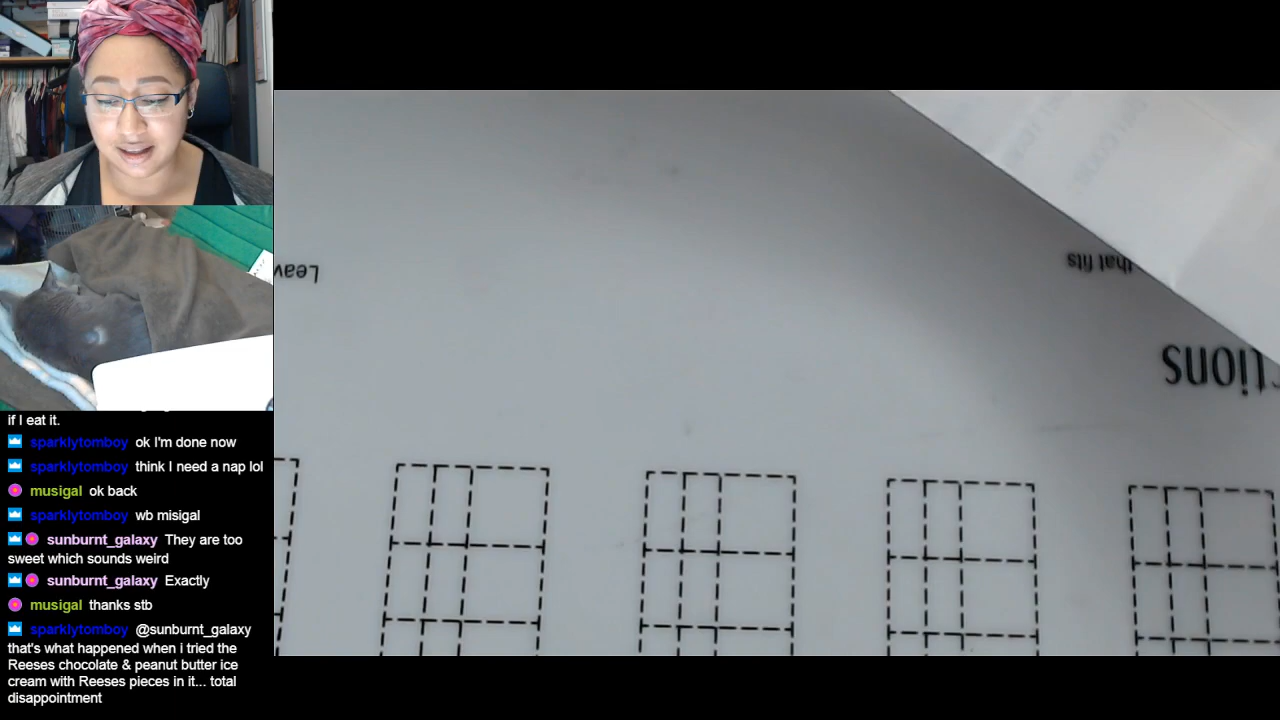 if I eat it.
sparklytomboy ok I'm done now
sparklytomboy think I need a nap lol
musigal ok back
sparklytomboy wb misigal
sunburnt_galaxy They are too
sweet which sounds weird
sunburnt_galaxy Exactly
musigal thanks stb
sparklytomboy @sunburnt_galaxy
that's what happened when i tried the
Reeses chocolate & peanut butter ice
cream with Reeses pieces in it... total
disappointment
that fits